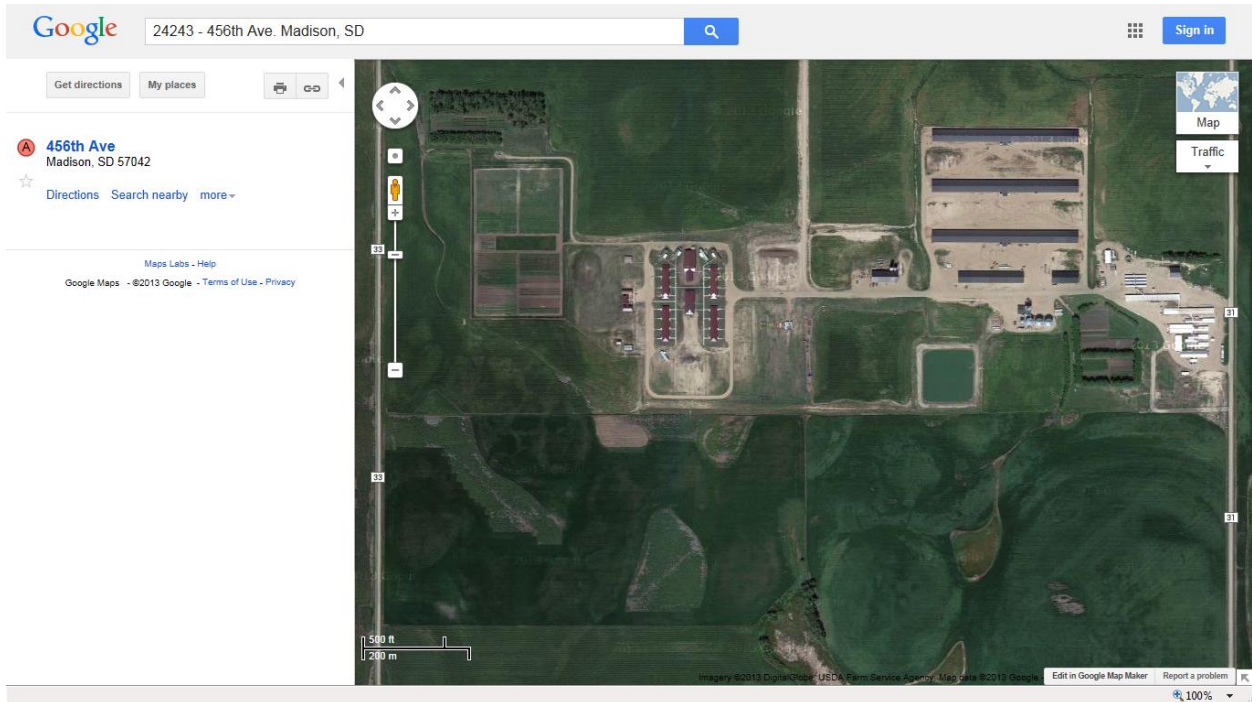 Google
24243 - 456th Ave. Madison, SD
Sign in
Get directions
My places
A
456th Ave
Madison, SD 57042
Directions Search nearby more
Maps Labs - Help
Google Maps - ©2013 Google - Terms of Use - Privacy
Map
Traffic
33
31
33
31
500 ft
200 m
Imagery ©2013 DigitalGlobe, USDA Farm Service Agency, Map data ©2013 Google -
Edit in Google Map Maker
Report a problem
100%